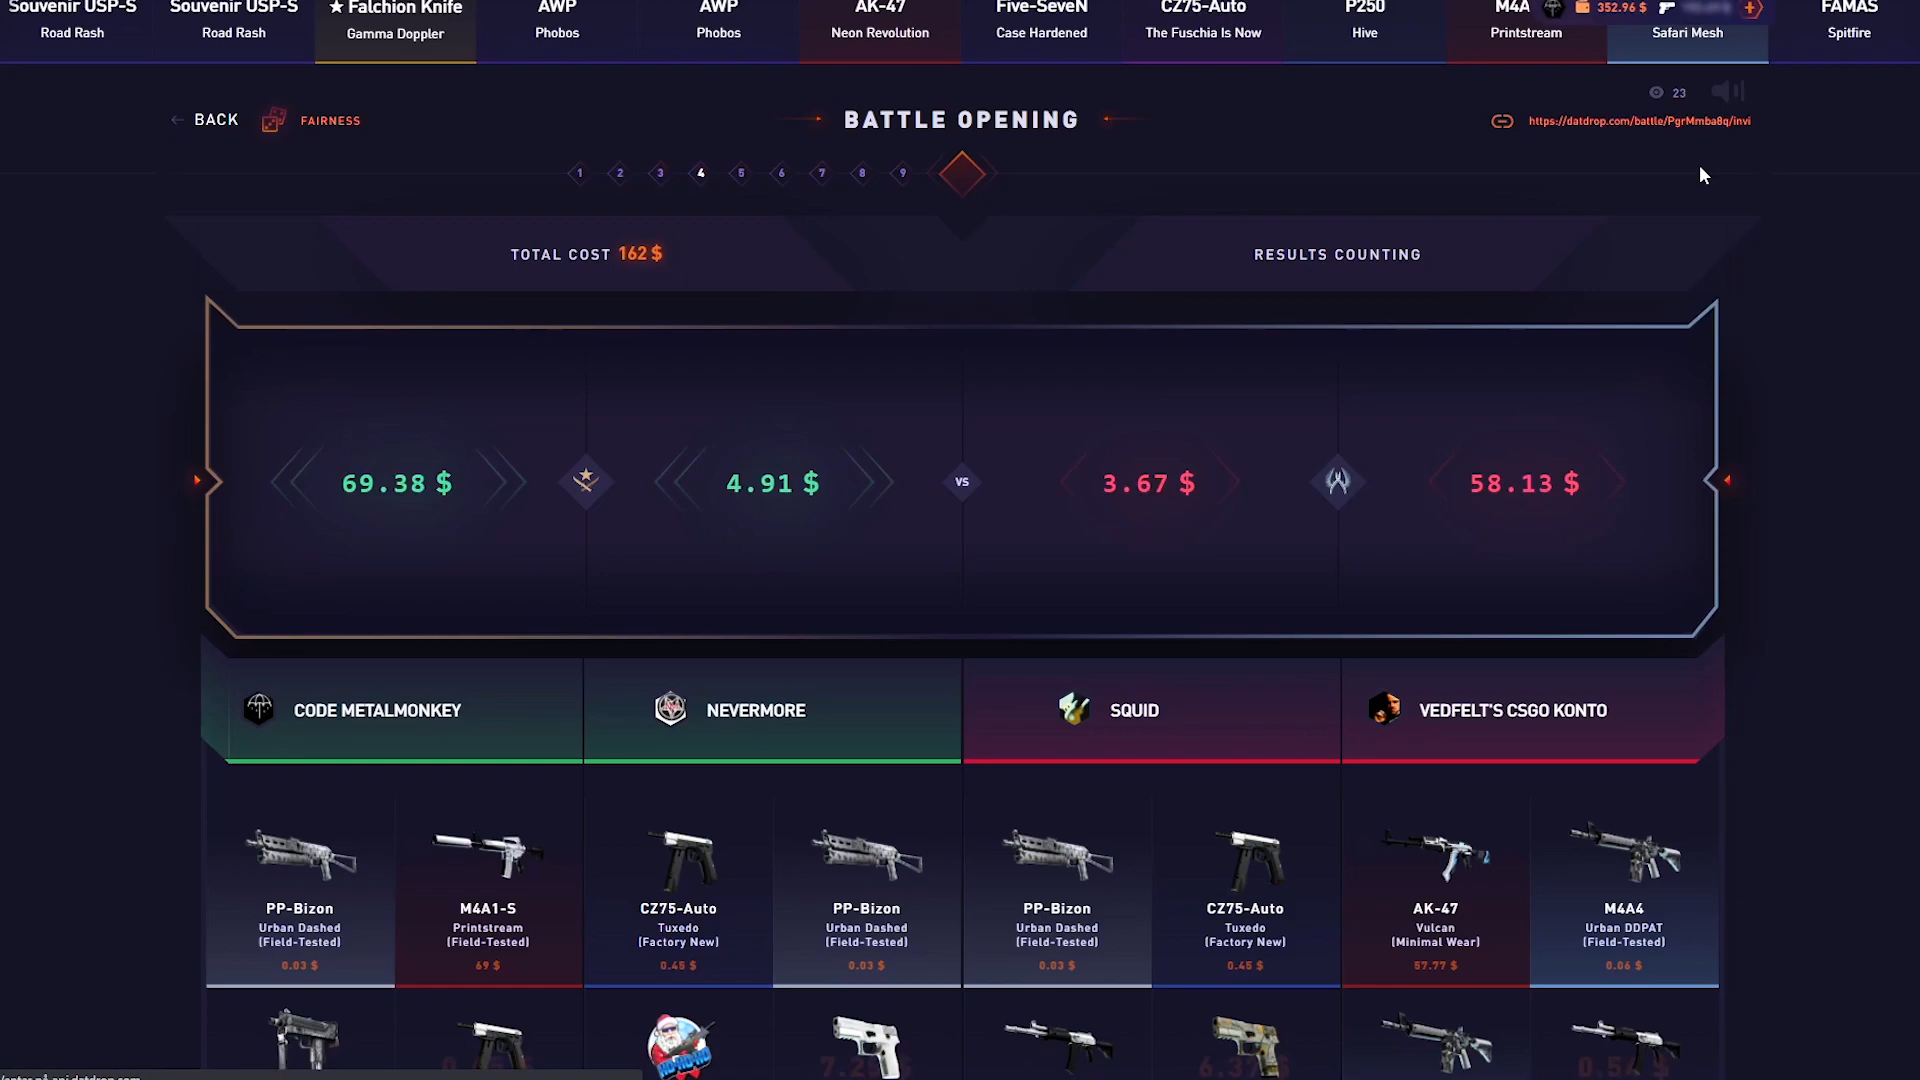 Souvenir USP-S
Road Rash
Souvenir USP-S
Road Rash
★ Falchion Knife
Gamma Doppler
AWP
Phobos
AWP
Phobos
AK-47
Neon Revolution
Five-SeveN
Case Hardened
CZ75-Auto
The Fuschia Is Now
P250
Hive
M4A
Printstream
352.96 $
Safari Mesh
FAMAS
Spitfire
← BACK
FAIRNESS
BATTLE OPENING
23
https://datdrop.com/battle/PgrMmba8q/invi
1 2 3 4 5 6 7 8 9
TOTAL COST 162 $
RESULTS COUNTING
69.38 $
4.91 $
VS
3.67 $
58.13 $
CODE METALMONKEY
NEVERMORE
SQUID
VEDFELT'S CSGO KONTO
PP-Bizon
Urban Dashed
(Field-Tested)
0.03 $
M4A1-S
Printstream
(Field-Tested)
69 $
CZ75-Auto
Tuxedo
(Factory New)
0.45 $
PP-Bizon
Urban Dashed
(Field-Tested)
0.03 $
PP-Bizon
Urban Dashed
(Field-Tested)
0.03 $
CZ75-Auto
Tuxedo
(Factory New)
0.45 $
AK-47
Vulcan
(Minimal Wear)
57.77 $
M4A4
Urban DDPAT
(Field-Tested)
0.06 $
HO-HO-HO